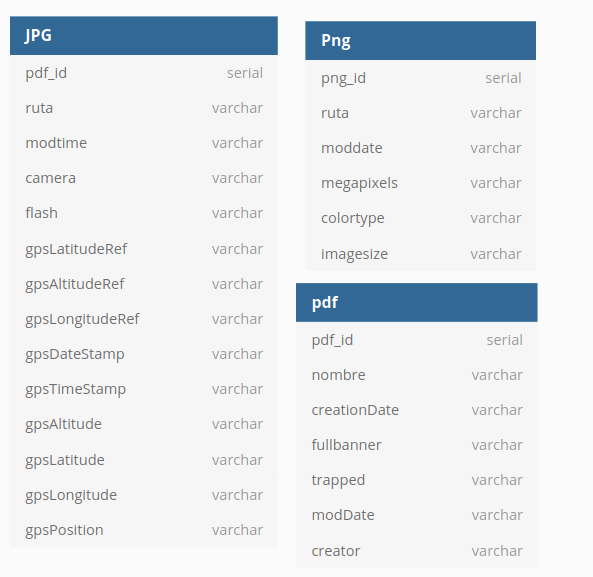 JPG
pdf_id serial
ruta varchar
modtime varchar
camera varchar
flash varchar
gpsLatitudeRef varchar
gpsAltitudeRef varchar
gpsLongitudeRef varchar
gpsDateStamp varchar
gpsTimeStamp varchar
gpsAltitude varchar
gpsLatitude varchar
gpsLongitude varchar
gpsPosition varchar
Png
png_id serial
ruta varchar
moddate varchar
megapixels varchar
colortype varchar
imagesize varchar
pdf
pdf_id serial
nombre varchar
creationDate varchar
fullbanner varchar
trapped varchar
modDate varchar
creator varchar